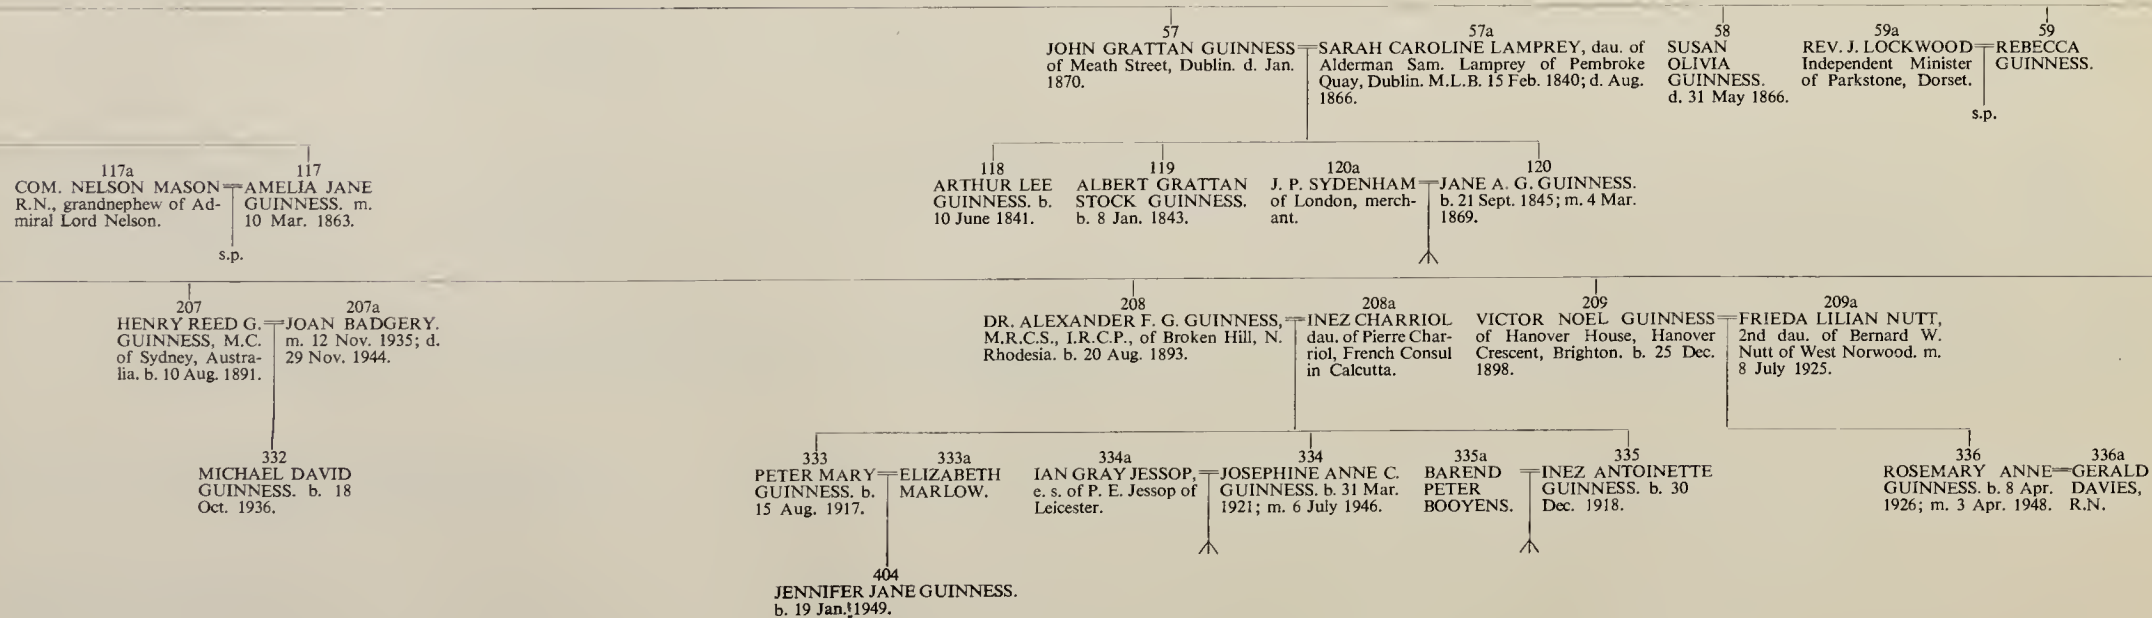 57
JOHN GRATTAN GUINNESS
of Meath Street, Dublin. d. Jan.
1870.
57a
SARAH CAROLINE LAMPREY, dau. of
Alderman Sam. Lamprey of Pembroke
Quay, Dublin. M.L.B. 15 Feb. 1840; d. Aug.
1866.
58
SUSAN
OLIVIA
GUINNESS.
d. 31 May 1866.
59a
REV. J. LOCKWOOD
Independent Minister
of Parkstone, Dorset.
59
REBECCA
GUINNESS.
s.p.
117a
COM. NELSON MASON
R.N., grandnephew of Ad-
miral Lord Nelson.
117
AMELIA JANE
GUINNESS. m.
10 Mar. 1863.
s.p.
118
ARTHUR LEE
GUINNESS. b.
10 June 1841.
119
ALBERT GRATTAN
STOCK GUINNESS.
b. 8 Jan. 1843.
120a
J. P. SYDENHAM
of London, merch-
ant.
120
JANE A. G. GUINNESS.
b. 21 Sept. 1845; m. 4 Mar.
1869.
207
HENRY REED G.
GUINNESS, M.C.
of Sydney, Austra-
lia. b. 10 Aug. 1891.
207a
JOAN BADGERY.
m. 12 Nov. 1935; d.
29 Nov. 1944.
208
DR. ALEXANDER F. G. GUINNESS,
M.R.C.S., I.R.C.P., of Broken Hill, N.
Rhodesia. b. 20 Aug. 1893.
208a
INEZ CHARRIOL
dau. of Pierre Char-
riol, French Consul
in Calcutta.
209
VICTOR NOEL GUINNESS
of Hanover House, Hanover
Crescent, Brighton. b. 25 Dec.
1898.
209a
FRIEDA LILIAN NUTT,
2nd dau. of Bernard W.
Nutt of West Norwood. m.
8 July 1925.
332
MICHAEL DAVID
GUINNESS. b. 18
Oct. 1936.
333
PETER MARY
GUINNESS. b.
15 Aug. 1917.
333a
ELIZABETH
MARLOW.
334a
IAN GRAY JESSOP,
e. s. of P. E. Jessop of
Leicester.
334
JOSEPHINE ANNE C.
GUINNESS. b. 31 Mar.
1921; m. 6 July 1946.
335a
BAREND
PETER
BOOYENS.
335
INEZ ANTOINETTE
GUINNESS. b. 30
Dec. 1918.
336
ROSEMARY ANNE
GUINNESS. b. 8 Apr.
1926; m. 3 Apr. 1948.
336a
GERALD
DAVIES,
R.N.
404
JENNIFER JANE GUINNESS.
b. 19 Jan. 1949.